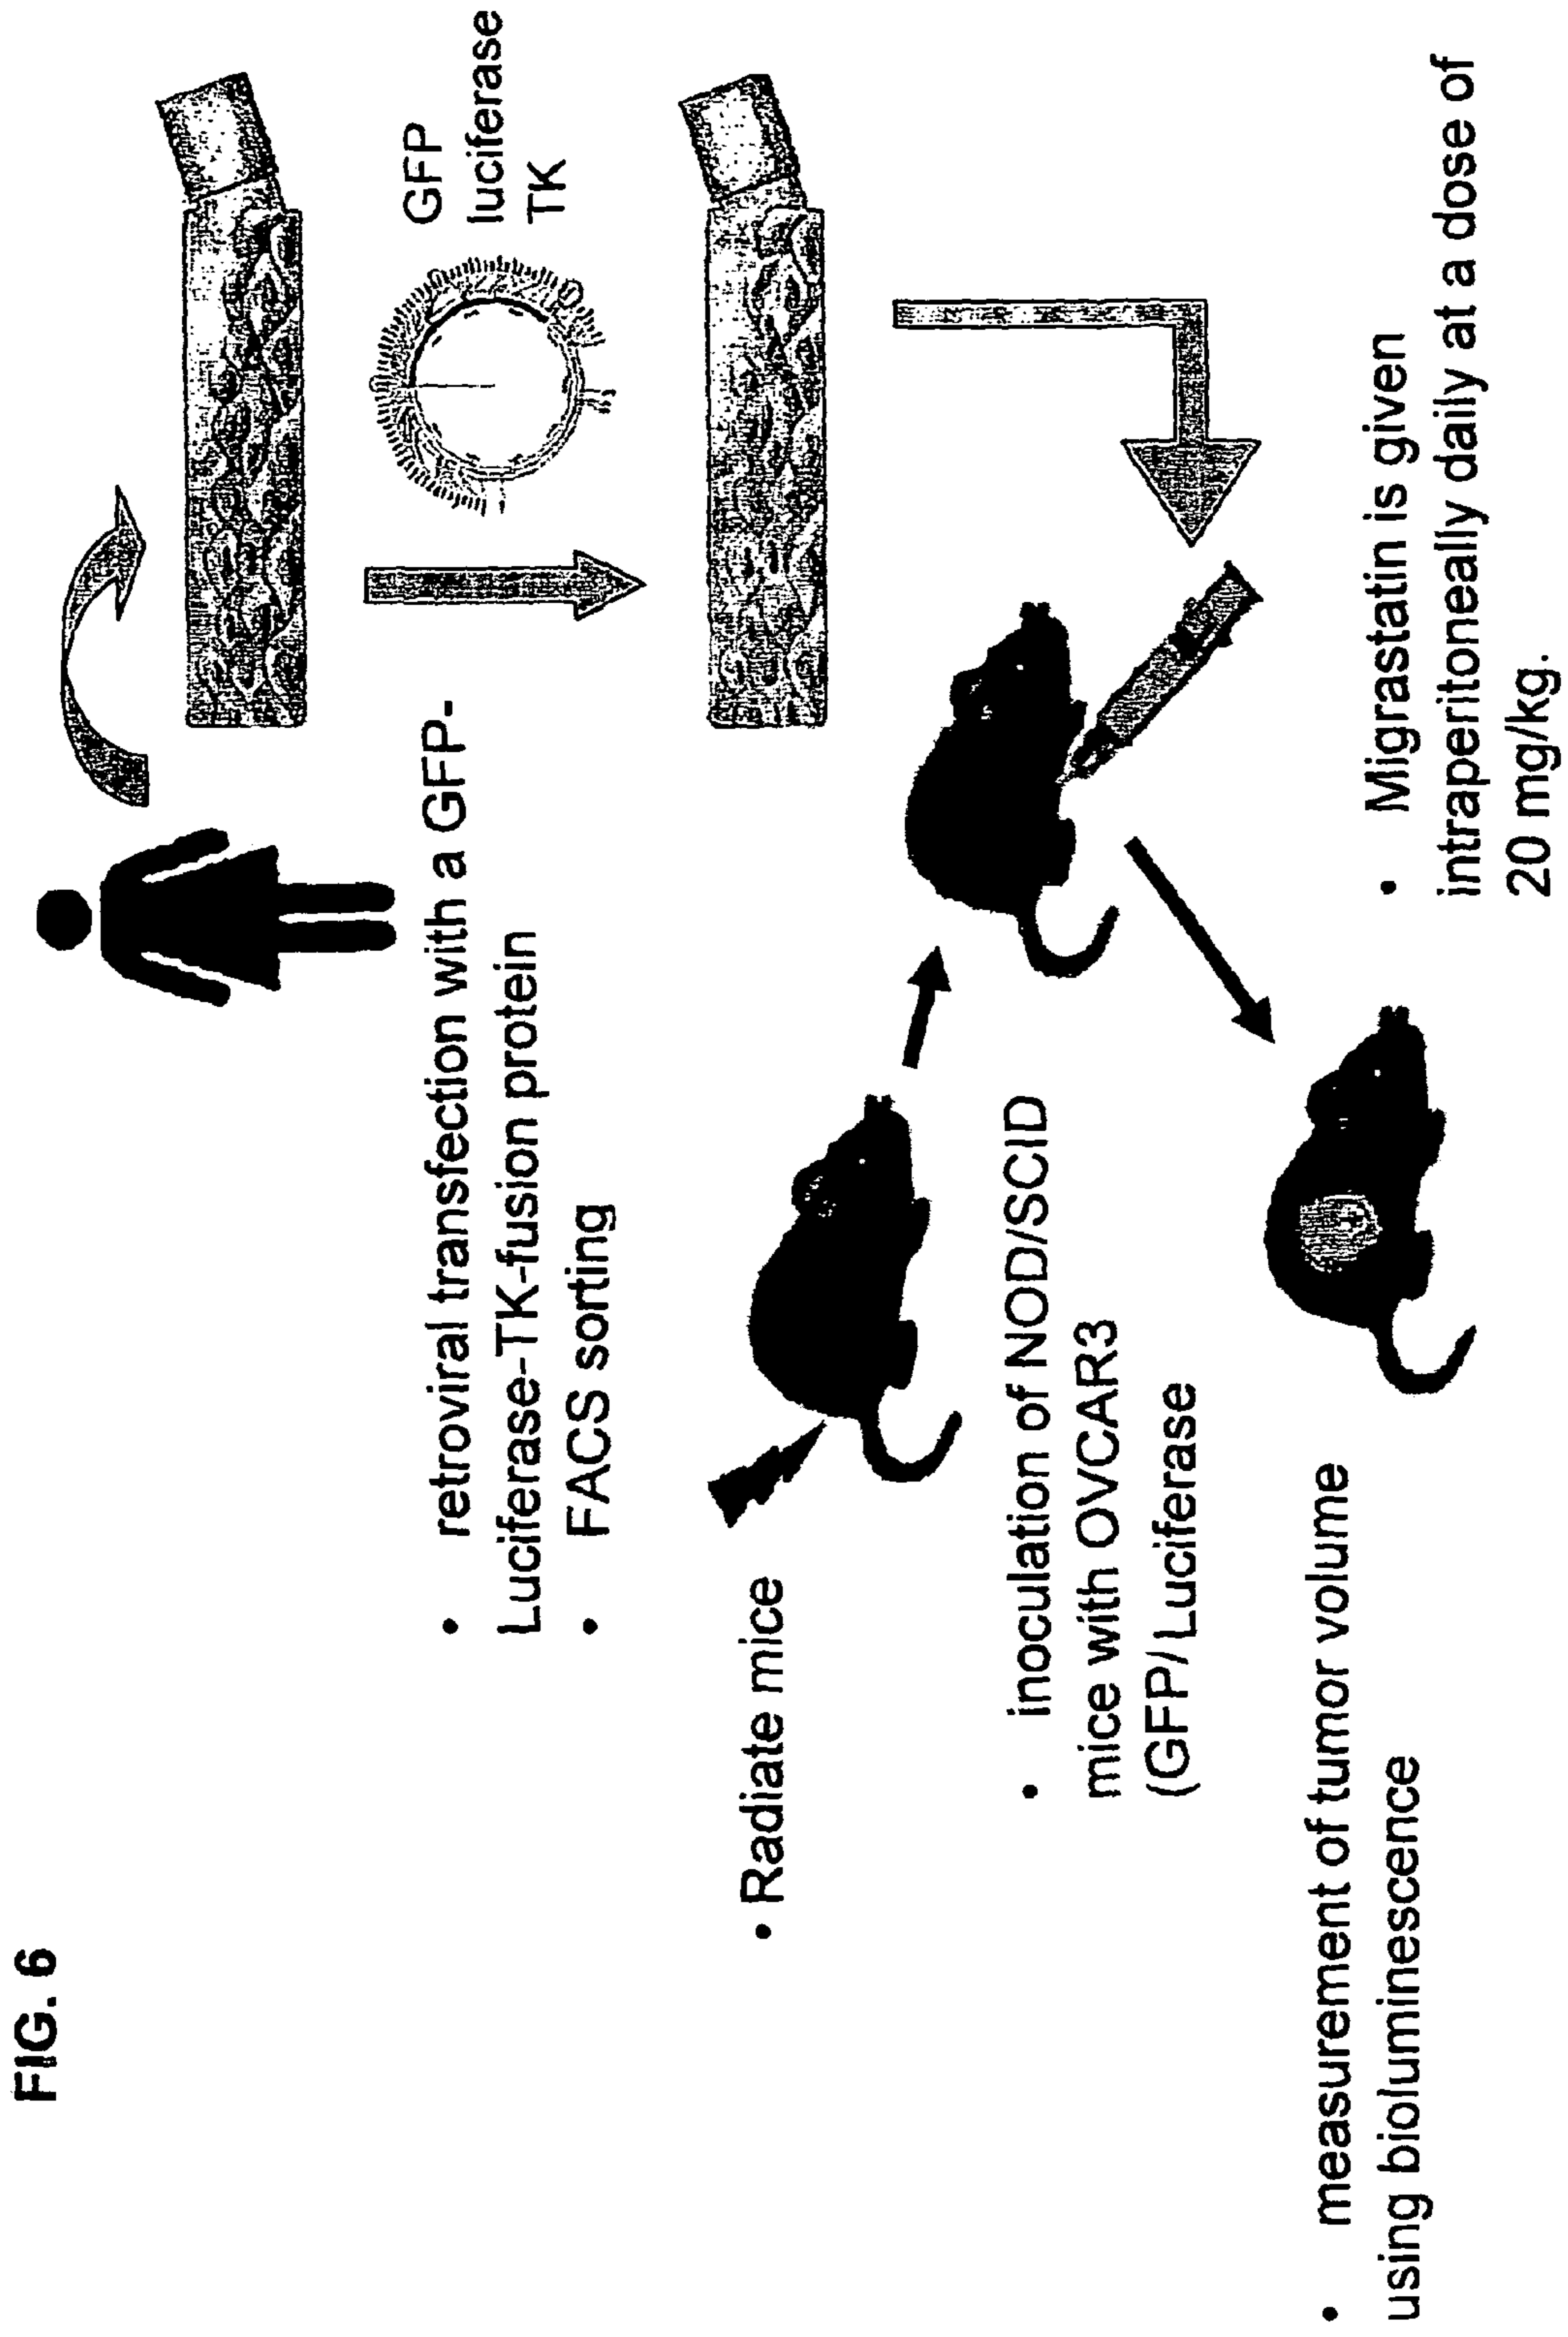 FIG. 6
GFP
luciferase
TK
• retroviral transfection with a GFP-
Luciferase-TK-fusion protein
• FACS sorting
• Radiate mice
• inoculation of NOD/SCID
mice with OVCAR3
(GFP/Luciferase
• Migrastatin is given
intraperitoneally daily at a dose of
20 mg/kg.
• measurement of tumor volume
using bioluminescence